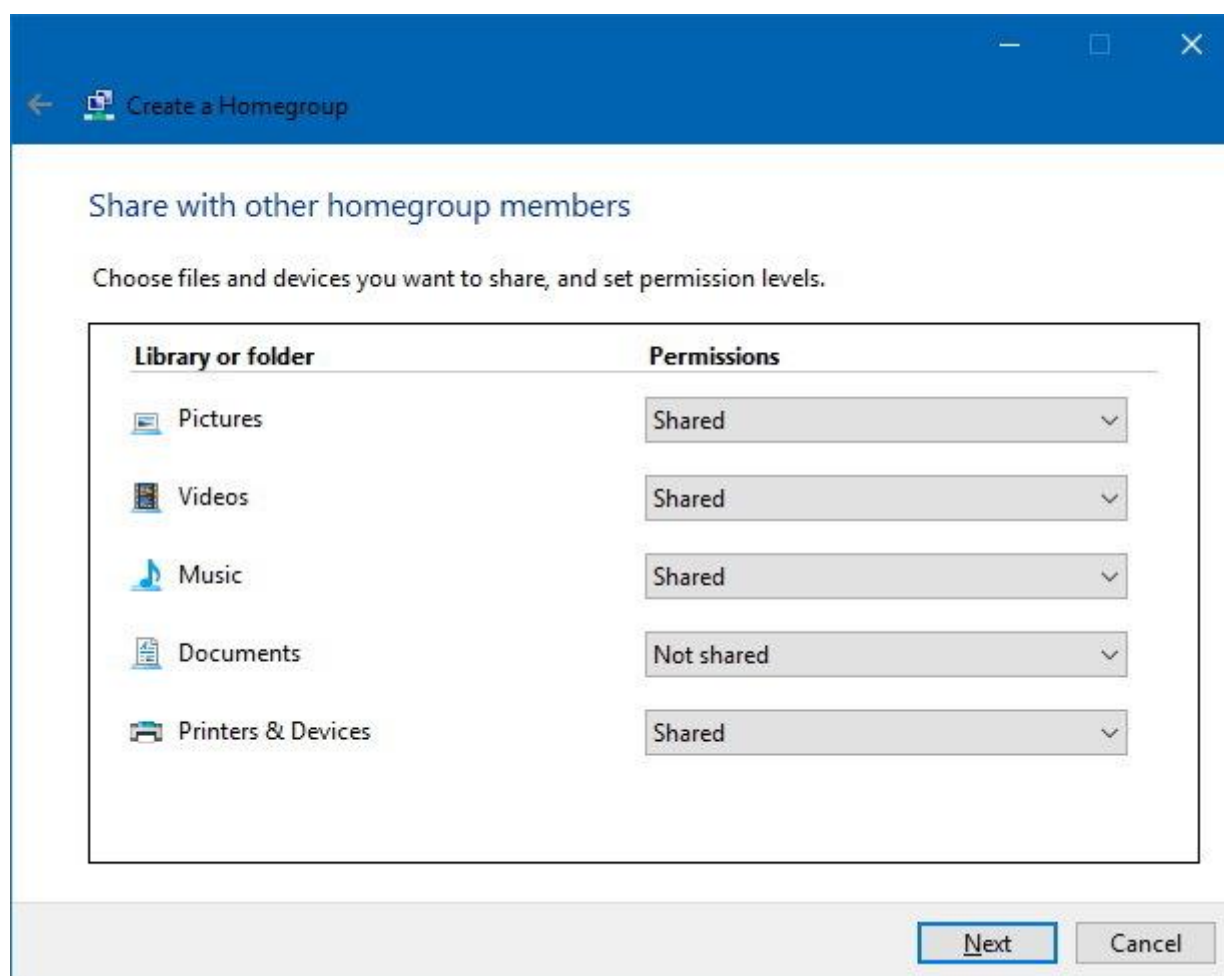 Create a Homegroup
Share with other homegroup members
Choose files and devices you want to share, and set permission levels.
Library or folder Permissions
Pictures Shared
Videos Shared
Music Shared
Documents Not shared
Printers & Devices Shared
Next Cancel